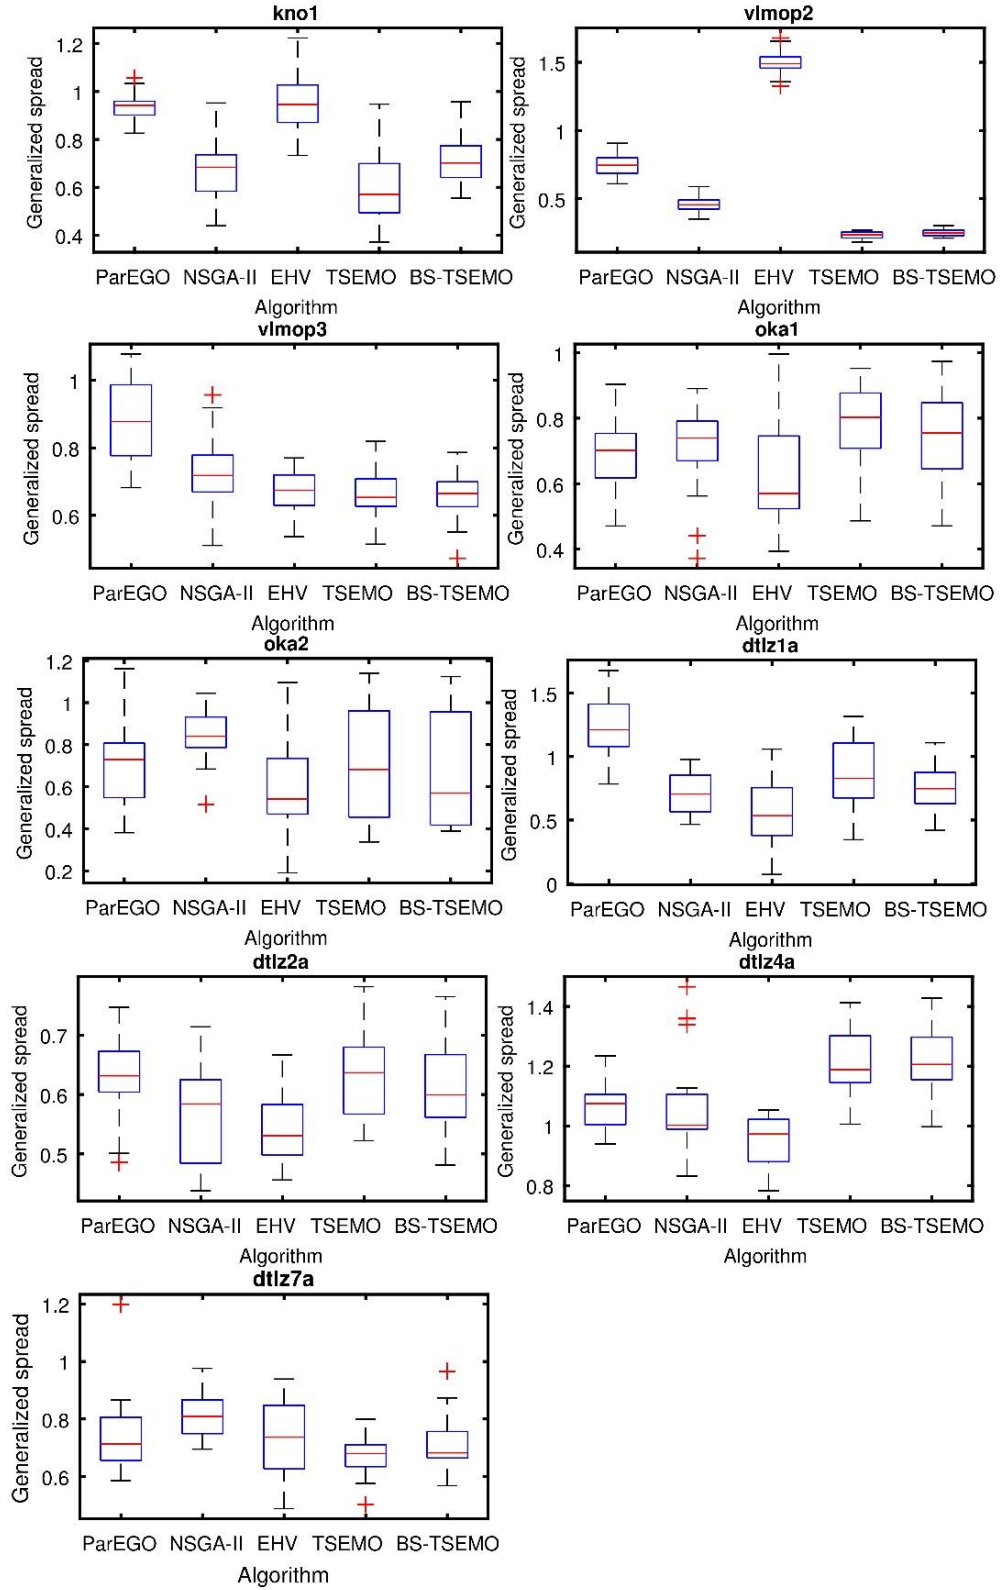 kno1
Generalized spread
1.2
1
0.8
0.6
0.4
ParEGO NSGA-II EHV TSEMO BS-TSEMO
Algorithm
vlmop2
Generalized spread
1.5
1
0.5
ParEGO NSGA-II EHV TSEMO BS-TSEMO
Algorithm
vlmop3
Generalized spread
1
0.8
0.6
ParEGO NSGA-II EHV TSEMO BS-TSEMO
Algorithm
oka1
Generalized spread
1
0.8
0.6
0.4
ParEGO NSGA-II EHV TSEMO BS-TSEMO
Algorithm
oka2
Generalized spread
1.2
1
0.8
0.6
0.4
0.2
ParEGO NSGA-II EHV TSEMO BS-TSEMO
Algorithm
dtlz1a
Generalized spread
1.5
1
0.5
0
ParEGO NSGA-II EHV TSEMO BS-TSEMO
Algorithm
dtlz2a
Generalized spread
0.7
0.6
0.5
ParEGO NSGA-II EHV TSEMO BS-TSEMO
Algorithm
dtlz4a
Generalized spread
1.4
1.2
1
0.8
ParEGO NSGA-II EHV TSEMO BS-TSEMO
Algorithm
dtlz7a
Generalized spread
1.2
1
0.8
0.6
ParEGO NSGA-II EHV TSEMO BS-TSEMO
Algorithm